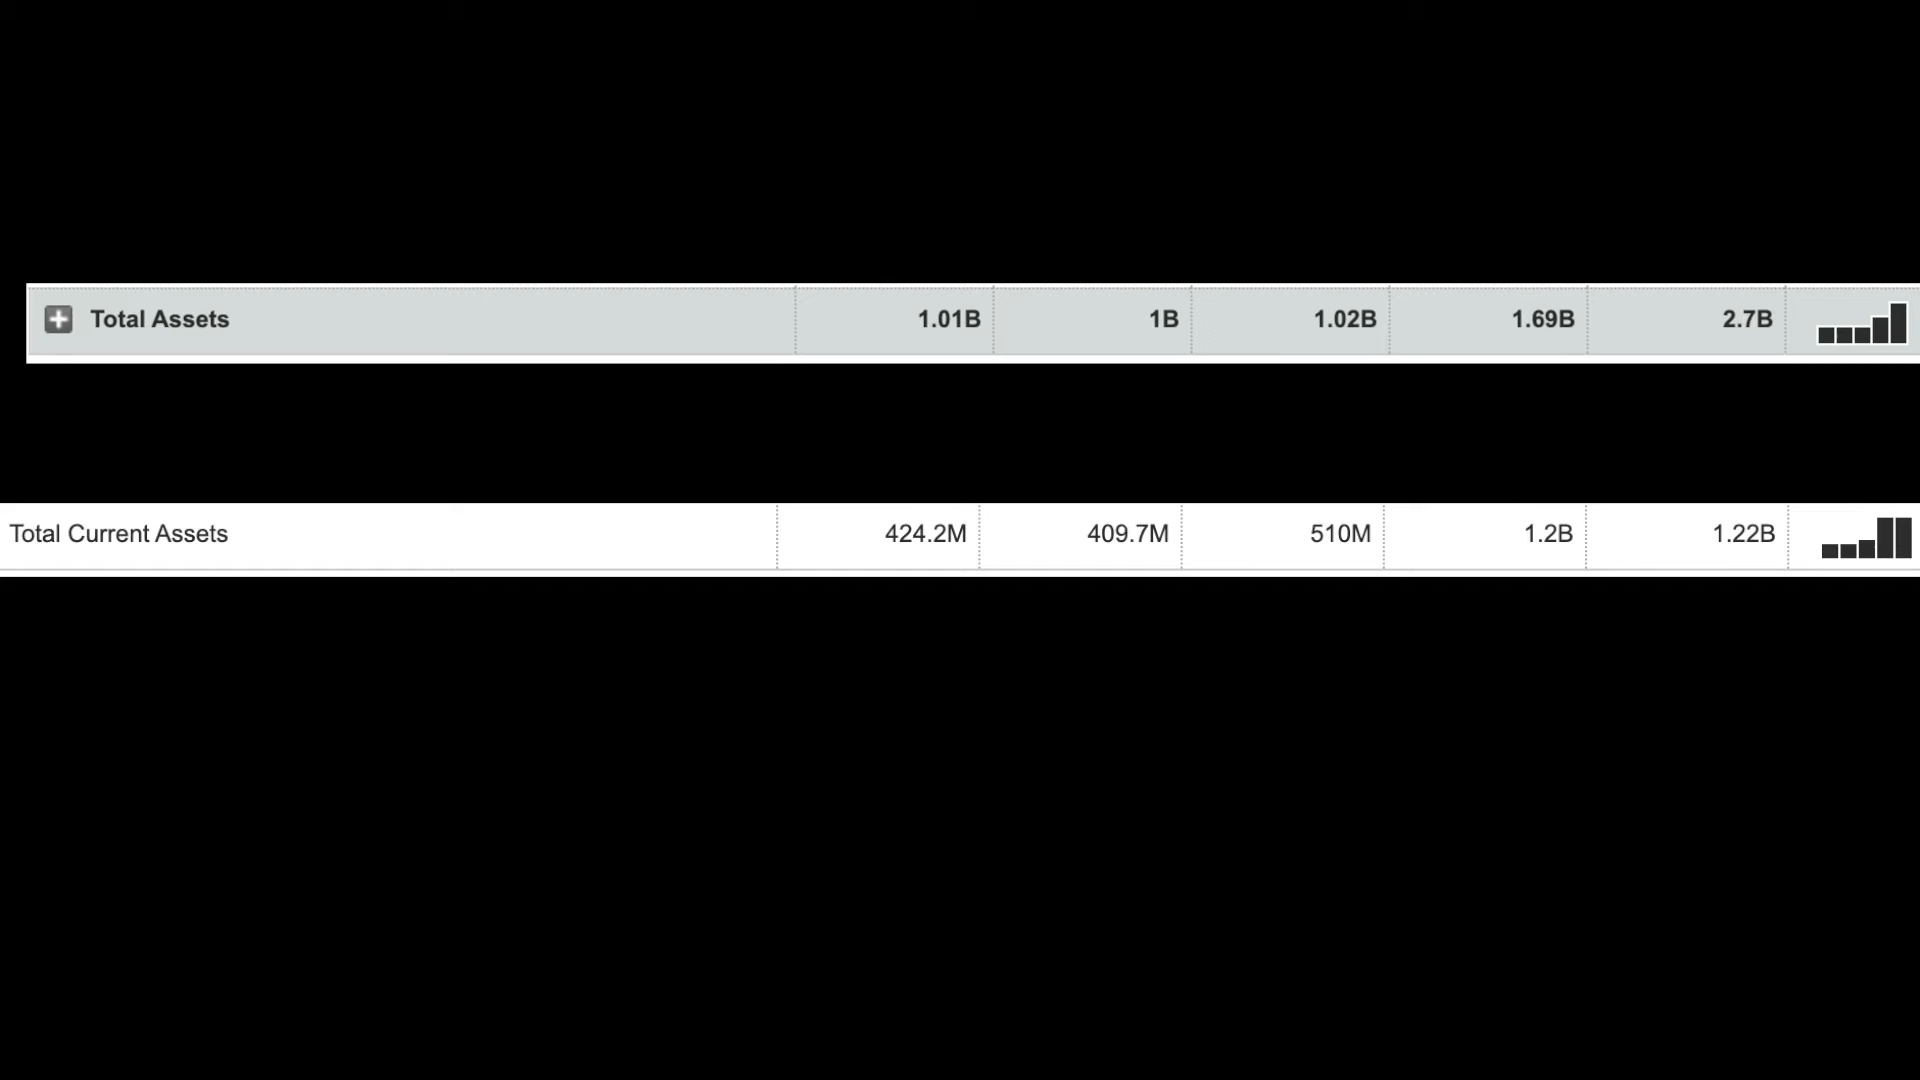 Total Assets 1.01B 1B 1.02B 1.69B 2.7B
Total Current Assets 424.2M 409.7M 510M 1.2B 1.22B